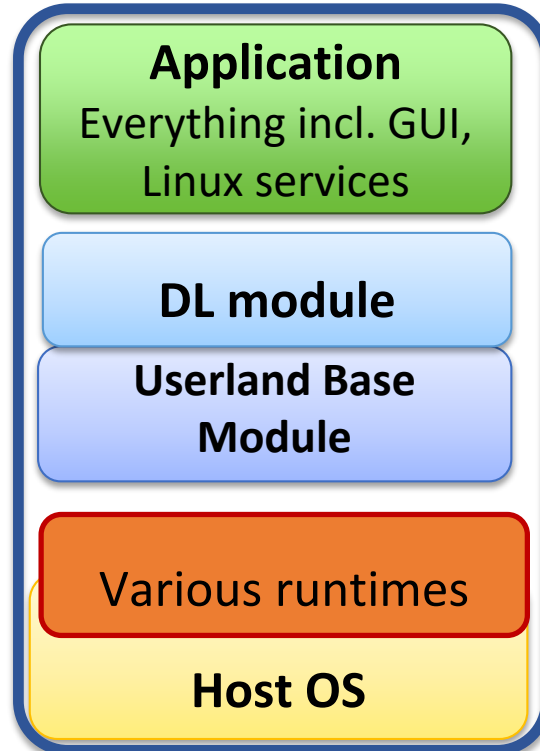 Application
Everything incl. GUI,
Linux services
DL module
Userland Base
Module
Various runtimes
Host OS